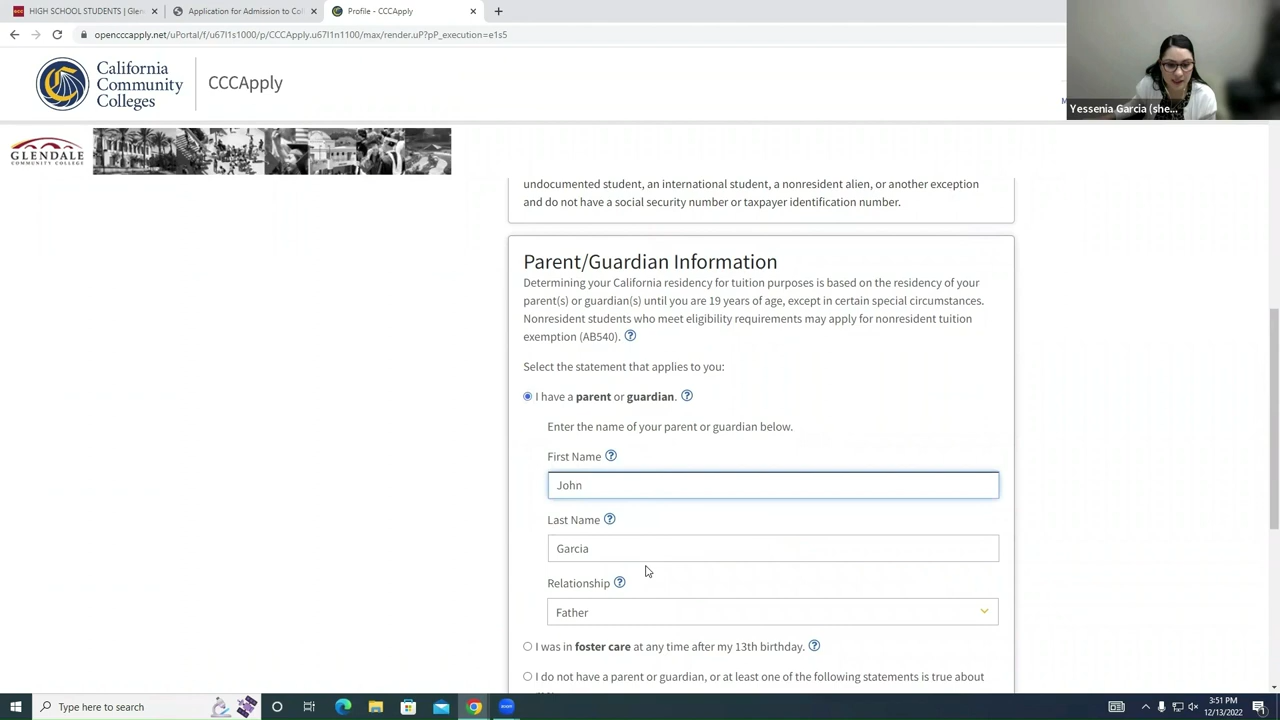 HIGH SCHOOL STUDENTS | Glenda
Application for Admission to Coll
Profile - CCCApply
opencccapply.net/uPortal/f/u67l1s1000/p/CCCApply.u67l1n1100/max/render.uP?pP_execution=e1s5
California
Community
Colleges
CCCApply
M
Yessenia Garcia (she...
GLENDALE
COMMUNITY COLLEGE
undocumented student, an international student, a nonresident alien, or another exception
and do not have a social security number or taxpayer identification number.
Parent/Guardian Information
Determining your California residency for tuition purposes is based on the residency of your
parent(s) or guardian(s) until you are 19 years of age, except in certain special circumstances.
Nonresident students who meet eligibility requirements may apply for nonresident tuition
exemption (AB540).
Select the statement that applies to you:
I have a parent or guardian.
Enter the name of your parent or guardian below.
First Name
John
Last Name
Garcia
Relationship
Father
I was in foster care at any time after my 13th birthday.
I do not have a parent or guardian, or at least one of the following statements is true about
Type here to search
zoom
3:51 PM
12/13/2022